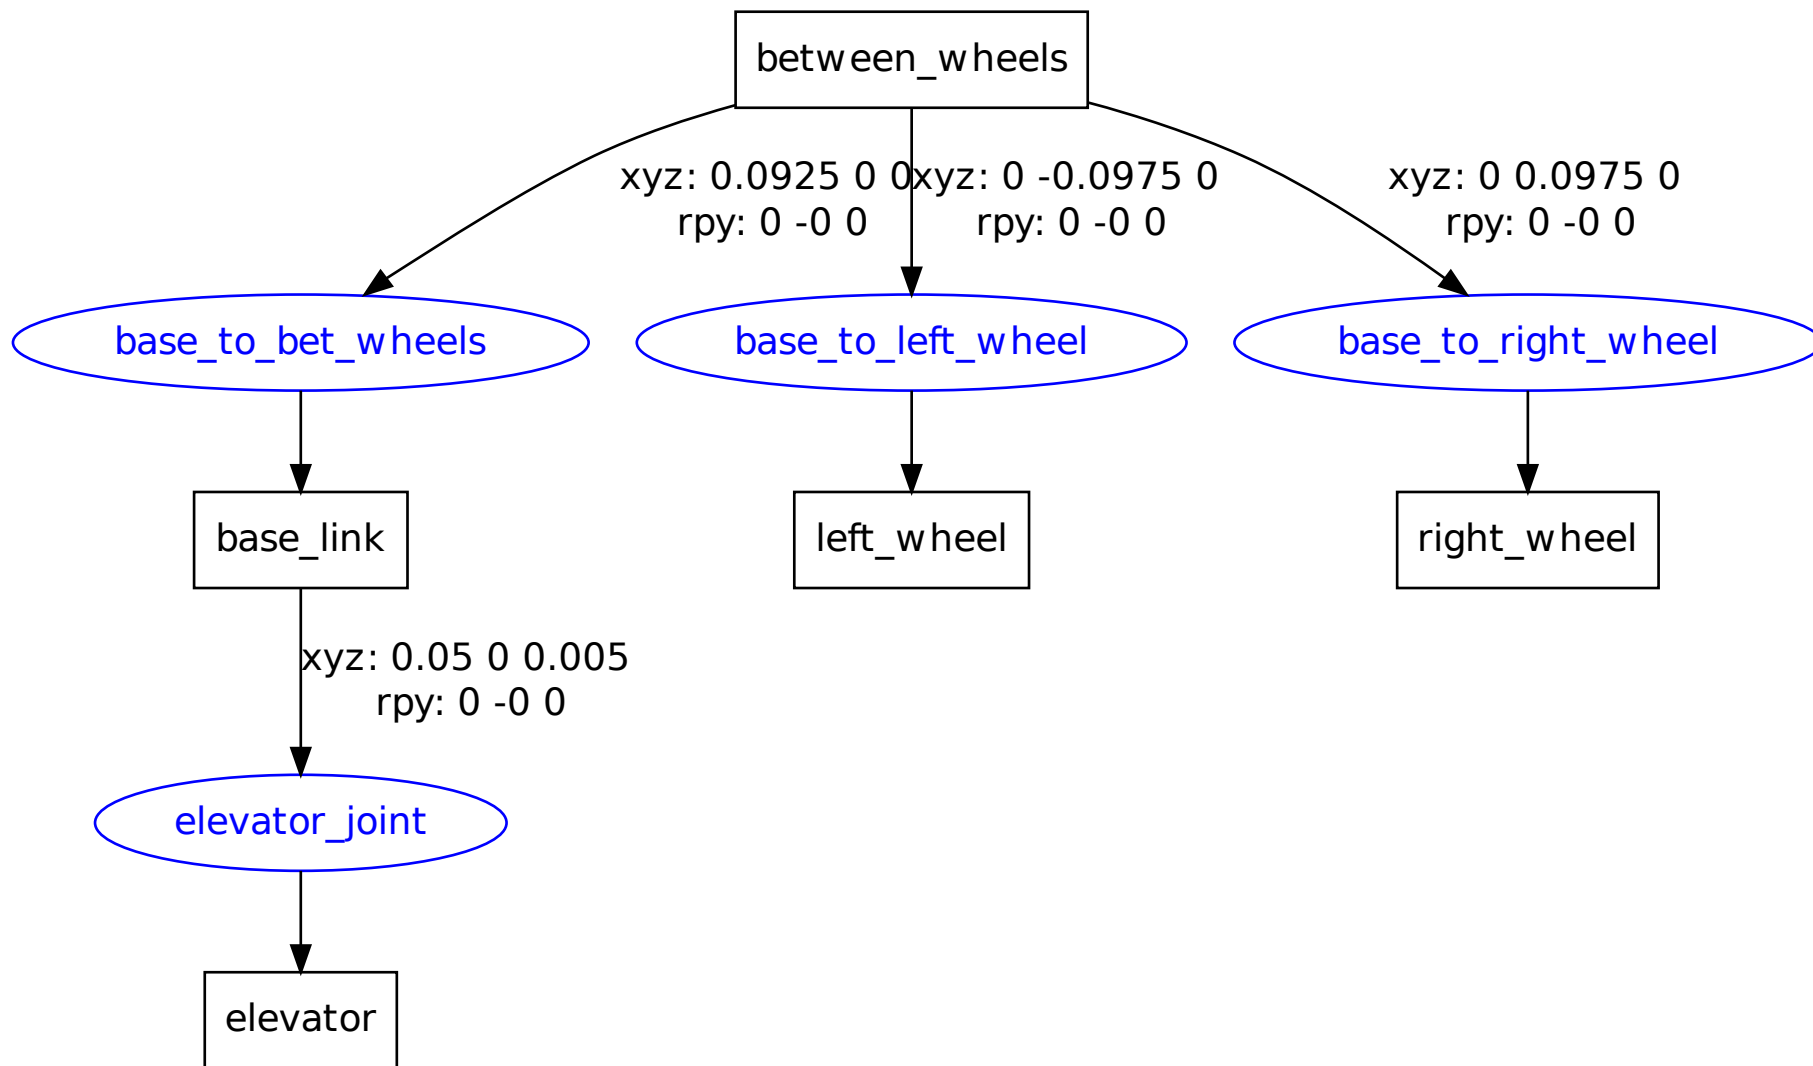 between_wheels
xyz: 0.0925 0 0
rpy: 0 -0 0
xyz: 0 -0.0975 0
rpy: 0 -0 0
xyz: 0 0.0975 0
rpy: 0 -0 0
base_to_bet_wheels
base_to_left_wheel
base_to_right_wheel
base_link
left_wheel
right_wheel
xyz: 0.05 0 0.005
rpy: 0 -0 0
elevator_joint
elevator